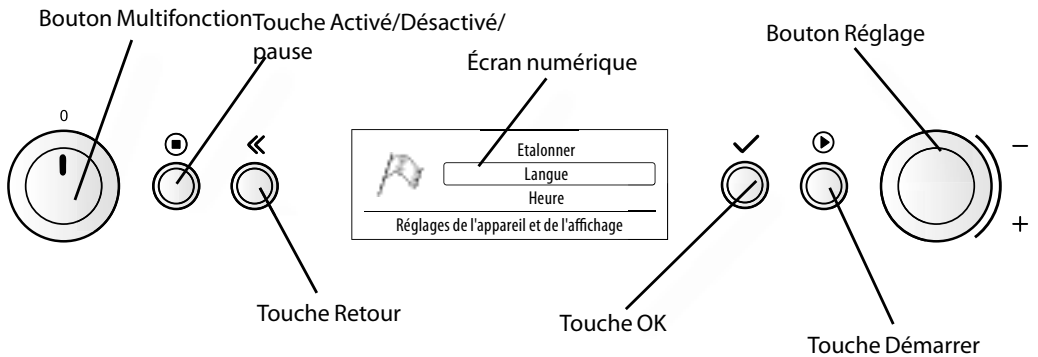 Bouton Multifonction
Touche Activé/Désactivé/
pause
Écran numérique
Bouton Réglage
0
Etalonner
Langue
Heure
Réglages de l'appareil et de l'affichage
−
+
Touche Retour
Touche OK
Touche Démarrer